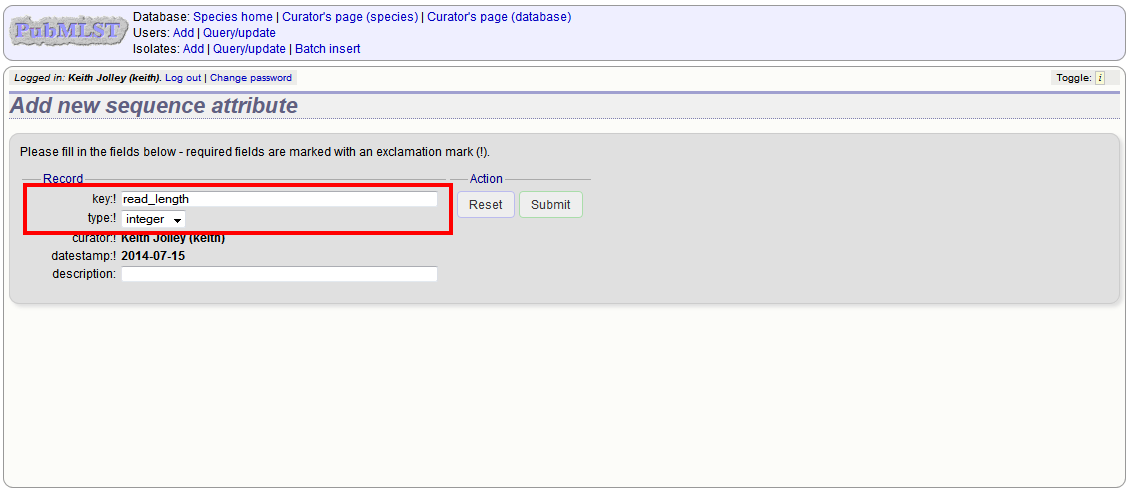 PubMLST
Database: Species home | Curator's page (species) | Curator's page (database)
Users: Add | Query/update
Isolates: Add | Query/update | Batch insert
Logged in: Keith Jolley (keith). Log out | Change password
Toggle: i
Add new sequence attribute
Please fill in the fields below - required fields are marked with an exclamation mark (!).
Record
Action
key:! read_length
Reset Submit
type:! integer
curator:! Keith Jolley (keith)
datestamp:! 2014-07-15
description: